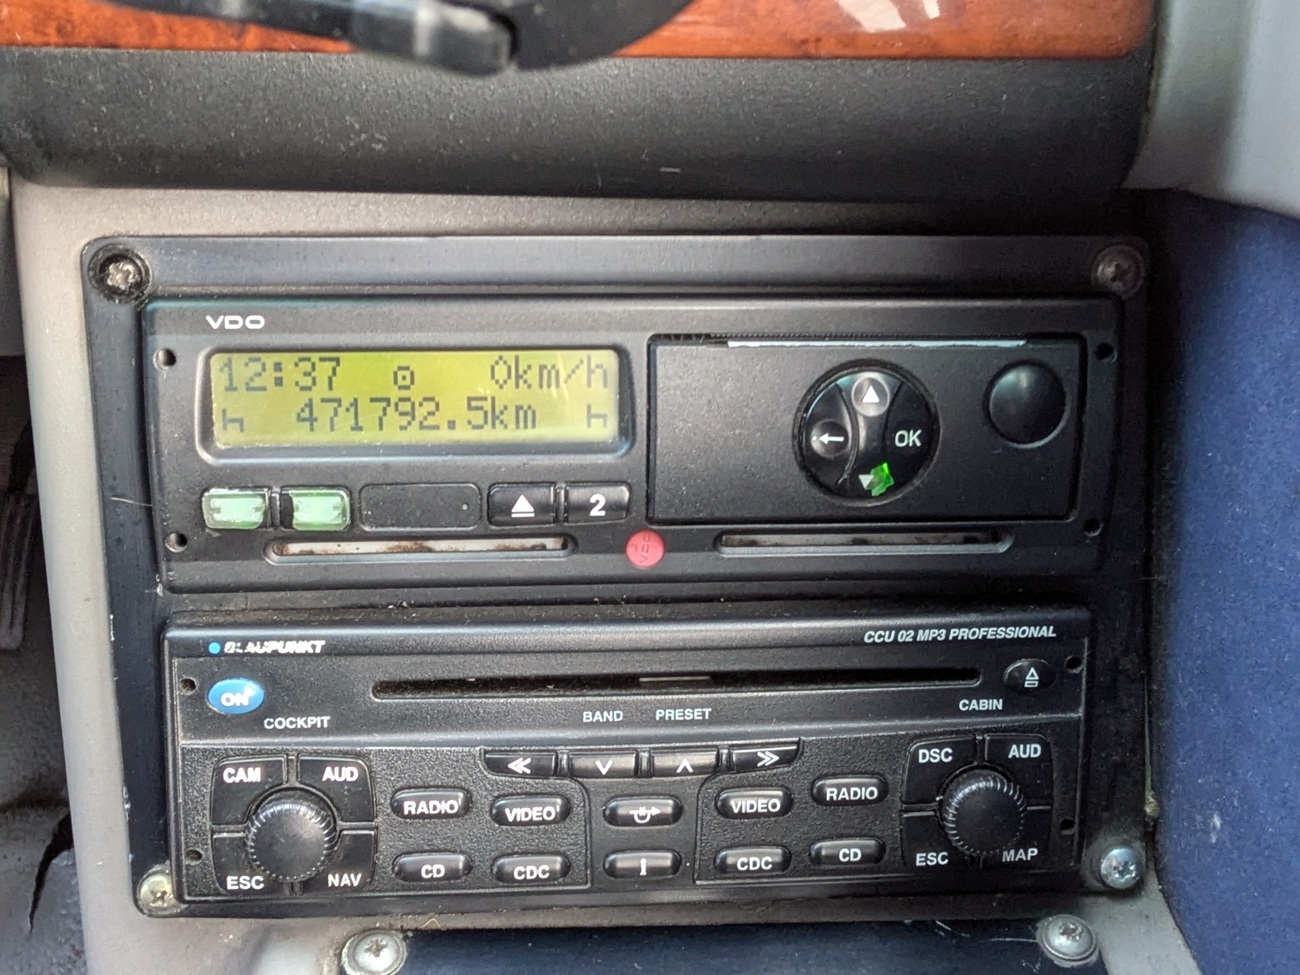 VDO
12:37 0km/h
471792.5km
OK
2
BLAUPUNKT
CCU 02 MP3 PROFESSIONAL
ON
COCKPIT
BAND PRESET
CABIN
CAM AUD
DSC AUD
RADIO VIDEO
VIDEO RADIO
CD CDC
CDC CD
ESC NAV
ESC MAP